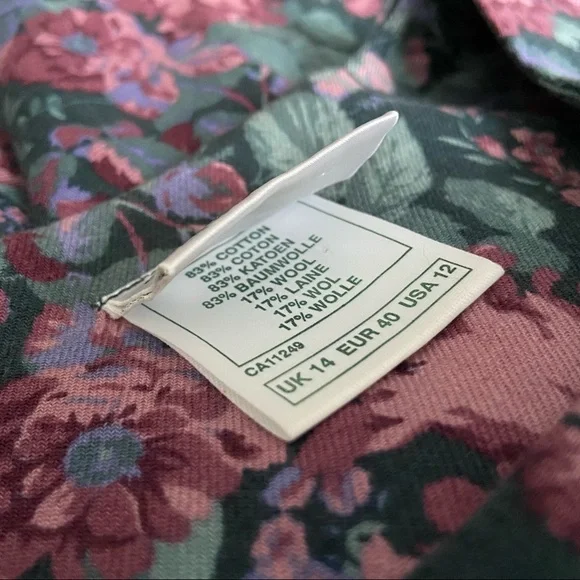 83% COTTON
83% COTON
83% KATOEN
83% BAUMWOLLE
17% WOOL
17% LAINE
17% WOL
17% WOLLE
CA11249
UK 14 EUR 40 USA 12